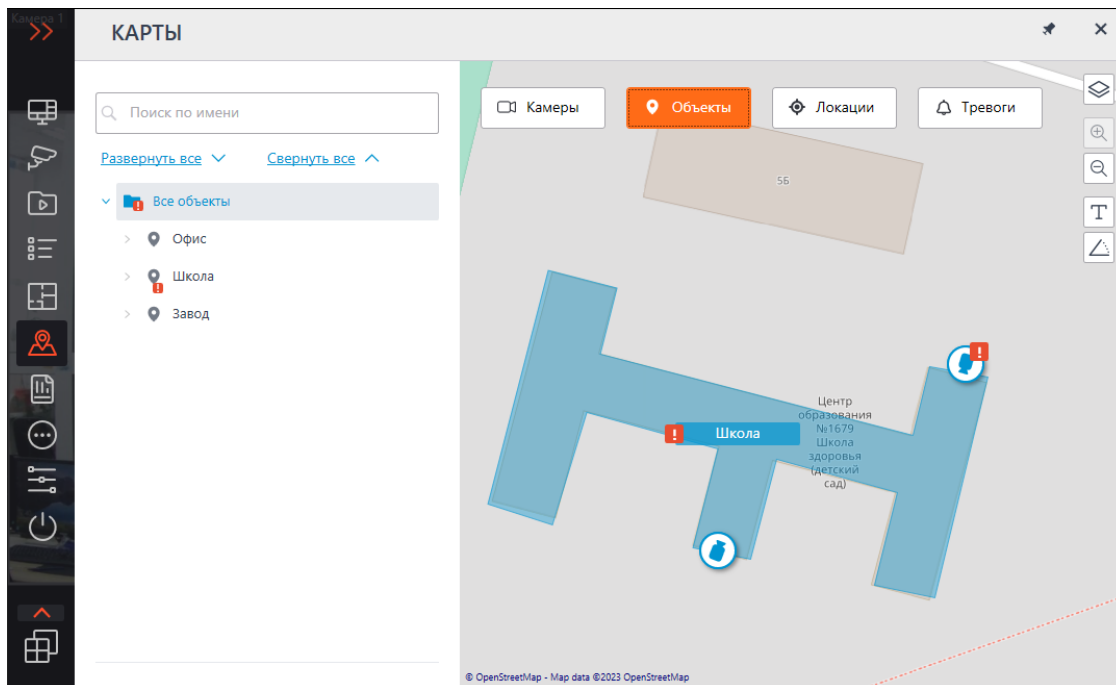 Камера 1
КАРТЫ
Поиск по имени
Развернуть все
Свернуть все
Все объекты
Офис
Школа
Завод
Камеры
Объекты
Локации
Тревоги
5Б
Школа
Центр
образования
№1679
Школа
здоровья
(детский
сад)
T
© OpenStreetMap - Map data ©2023 OpenStreetMap